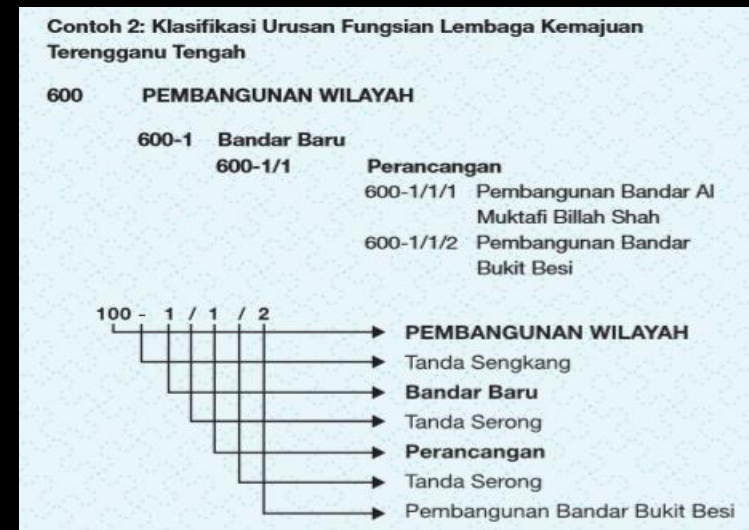 Contoh 2: Klasifikasi Urusan Fungsian Lembaga Kemajuan
Terengganu Tengah
600 PEMBANGUNAN WILAYAH
600-1 Bandar Baru
600-1/1 Perancangan
600-1/1/1 Pembangunan Bandar Al
Muktafi Billah Shah
600-1/1/2 Pembangunan Bandar
Bukit Besi
100 - 1 / 1 / 2
PEMBANGUNAN WILAYAH
Tanda Sengkang
Bandar Baru
Tanda Serong
Perancangan
Tanda Serong
Pembangunan Bandar Bukit Besi